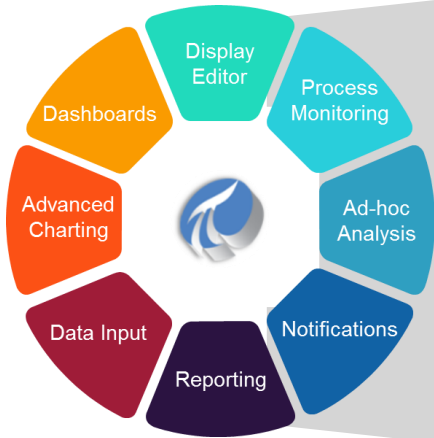 Display
Editor
Process
Monitoring
Ad-hoc
Analysis
Notifications
Reporting
Data Input
Advanced
Charting
Dashboards